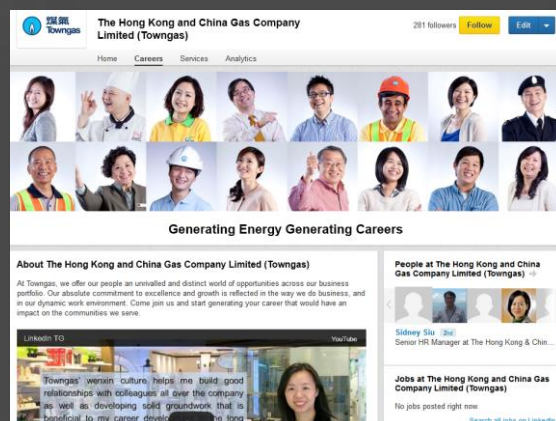 煤氣
Towngas
The Hong Kong and China Gas Company
Limited (Towngas)
281 followers
Follow
Edit
Home Careers Services Analytics
Generating Energy Generating Careers
About The Hong Kong and China Gas Company Limited (Towngas)
At Towngas, we offer our people an unrivalled and distinct world of opportunities across our business
portfolio. Our absolute commitment to excellence and growth is reflected in the way we do business, and
in our dynamic work environment. Come join us and start generating your career that would have an
impact on the communities we serve.
LinkedIn TG
YouTube
Towngas' wenxin culture helps me build good
relationships with colleagues all over the company
as well as developing solid groundwork that is
beneficial to my career
long
People at The Hong Kong and China
Gas Company Limited (Towngas)
Sidney Siu 2nd
Senior HR Manager at The Hong Kong & Chin...
Jobs at The Hong Kong and China Gas
Company Limited (Towngas)
No jobs posted right now.
Search all jobs on LinkedIn